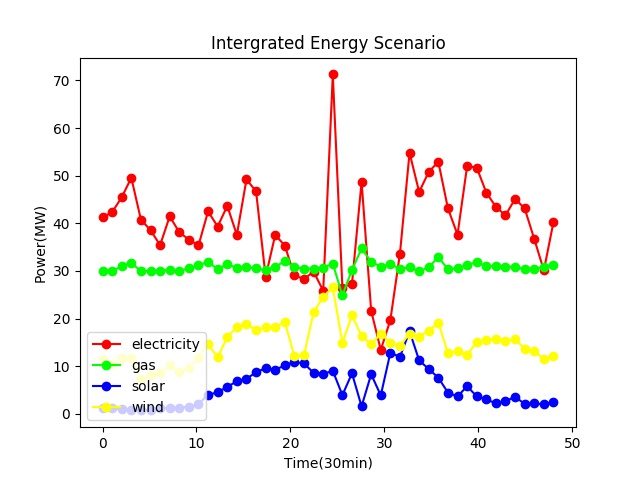 Intergrated Energy Scenario
Power(MW)
70
60
50
40
30
20
10
0
electricity
gas
solar
wind
0 10 20 30 40 50
Time(30min)